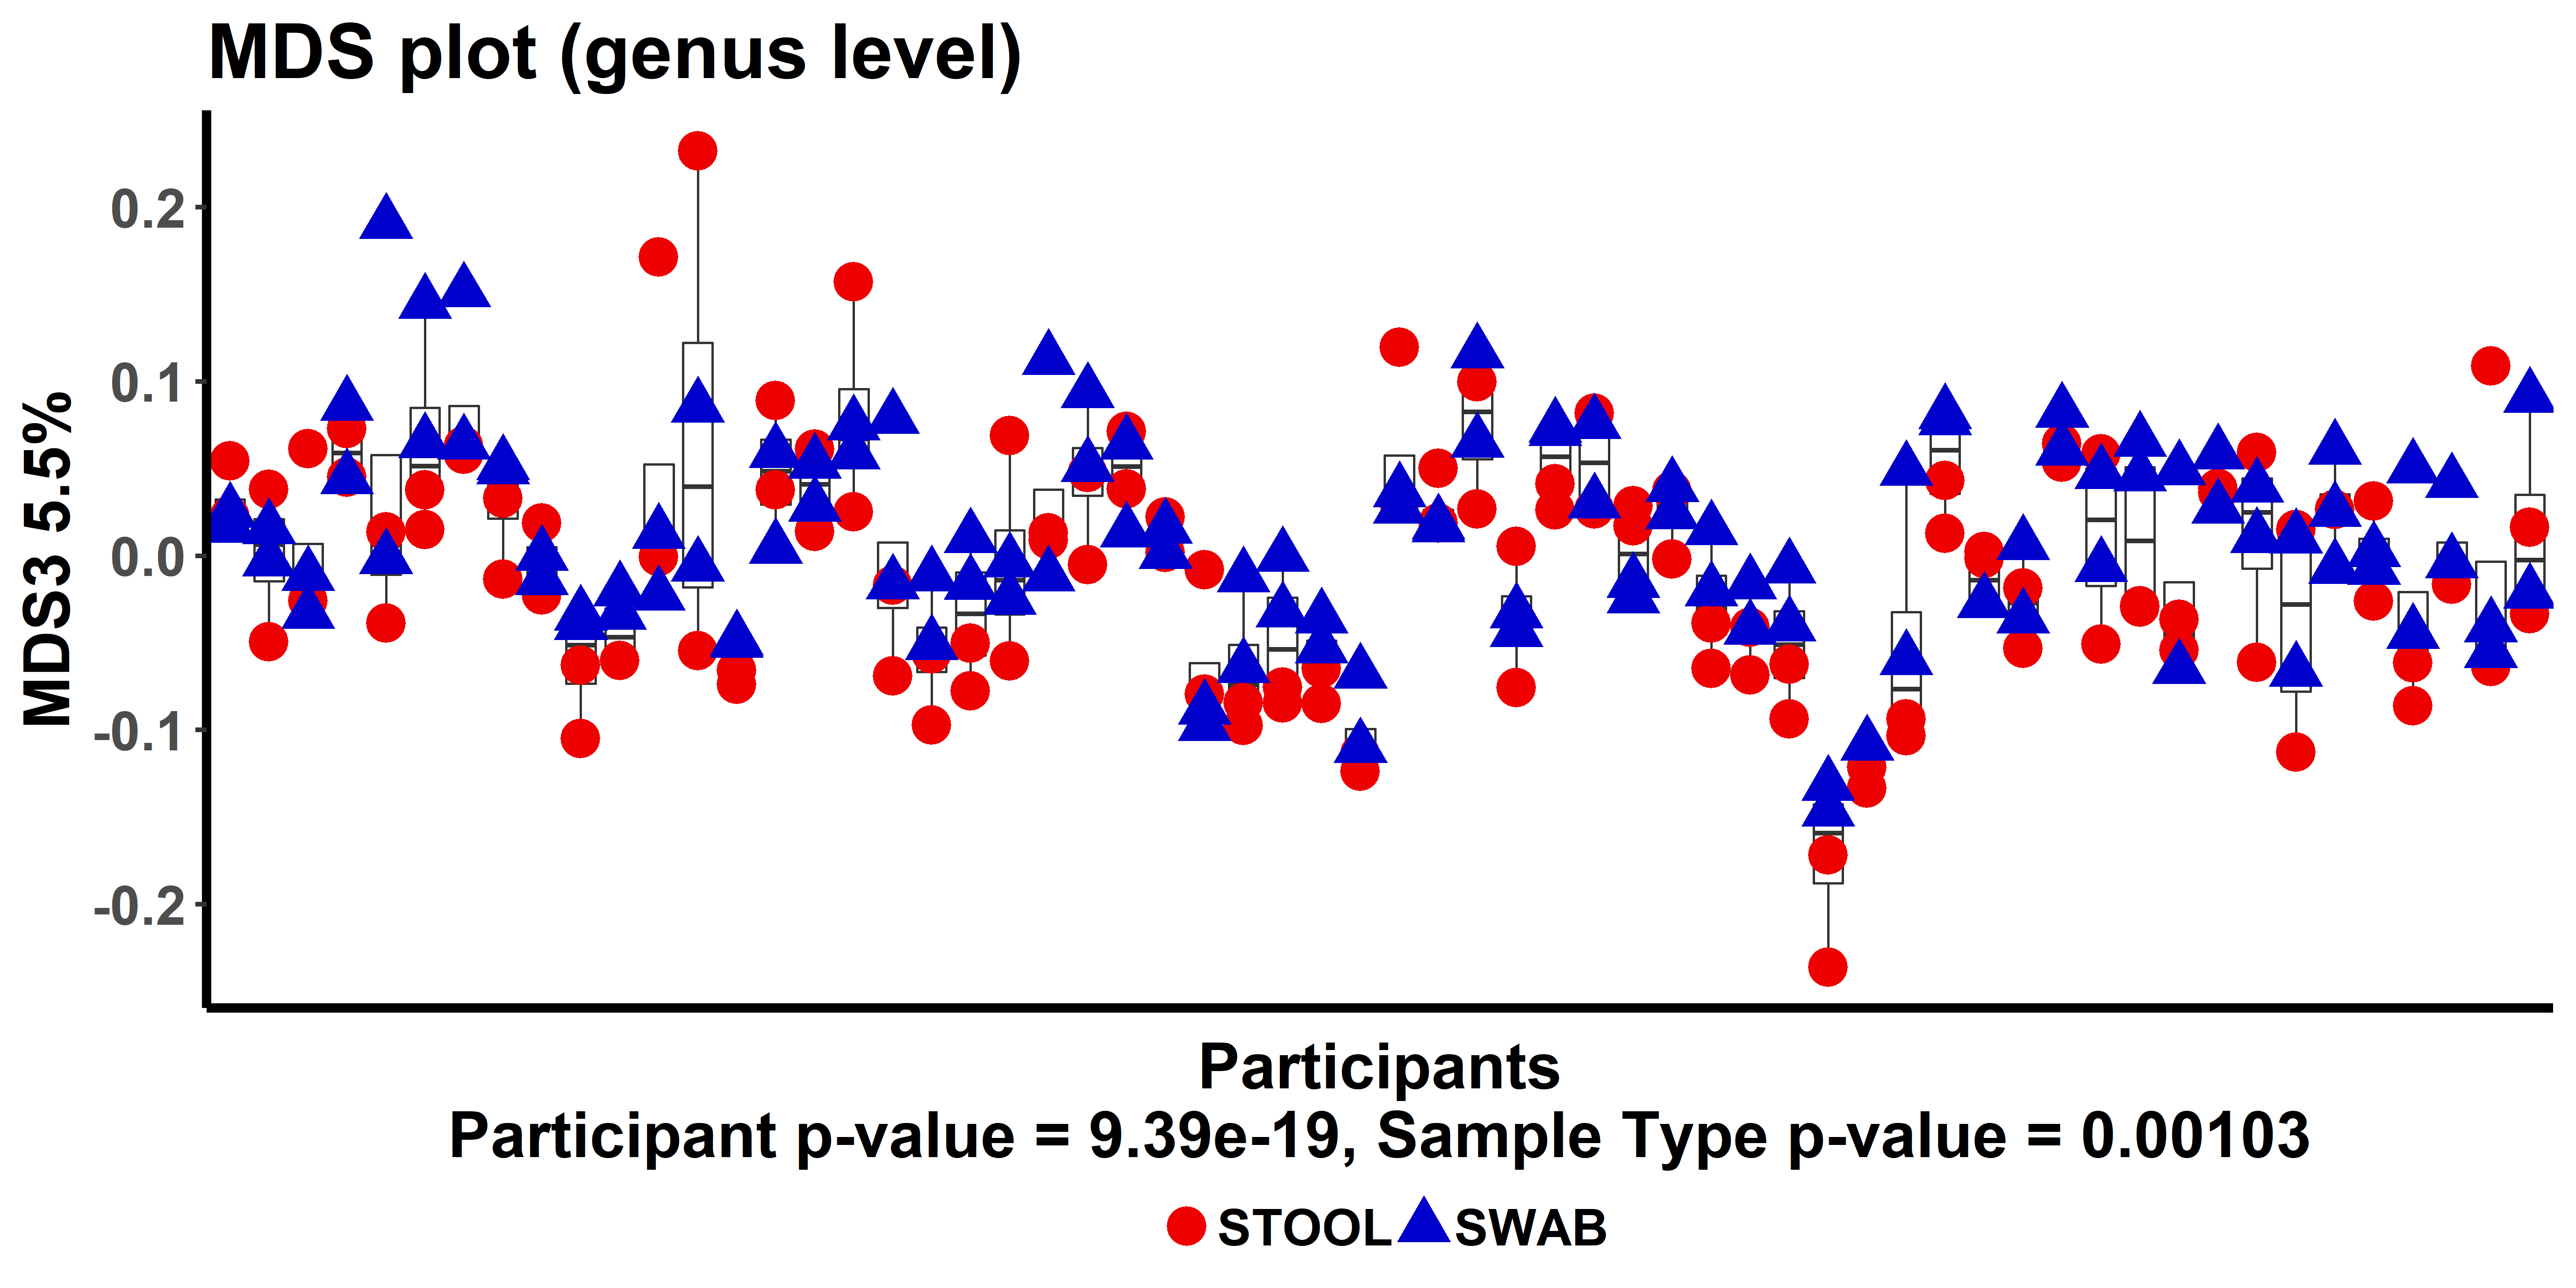 MDS plot (genus level)
MDS3 5.5%
0.2
0.1
0.0
-0.1
-0.2
Participants
Participant p-value = 9.39e-19, Sample Type p-value = 0.00103
STOOL SWAB